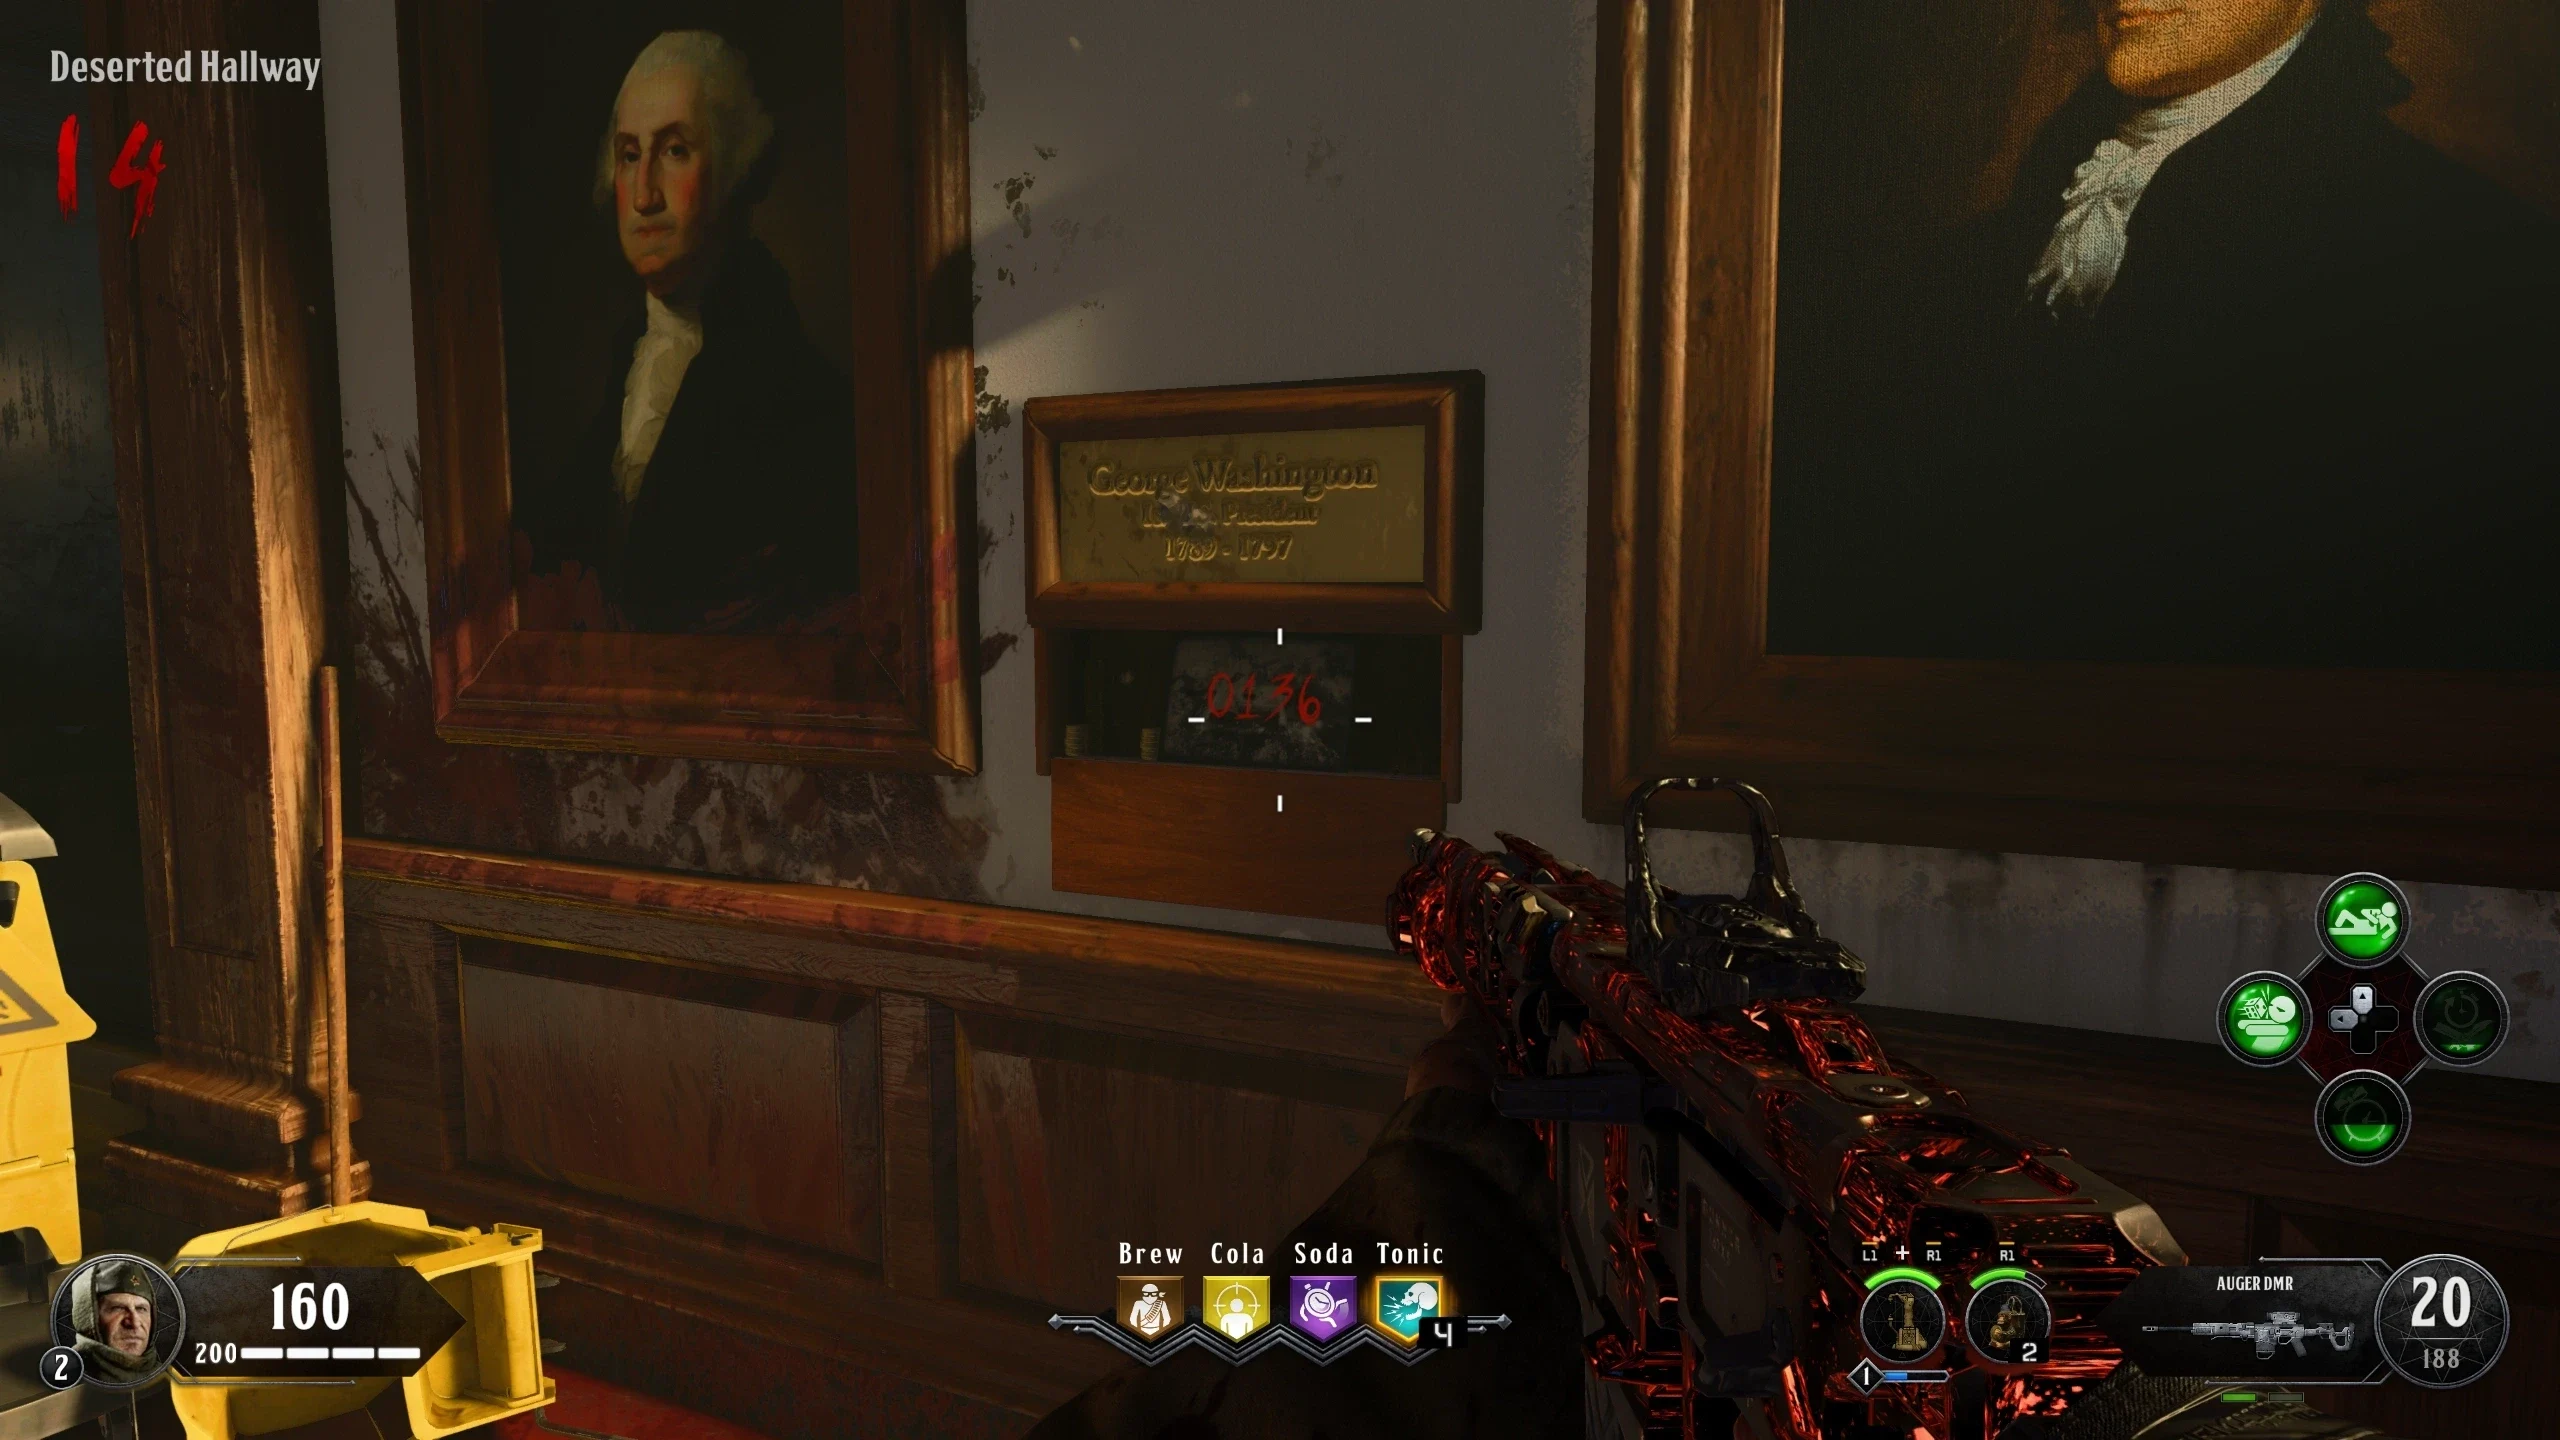 Deserted Hallway
14
George Washington
President
1789 - 1797
0136
Brew Cola Soda Tonic
4
160
200
2
L1 + R1 R1
1
2
AUGER DMR
20
188